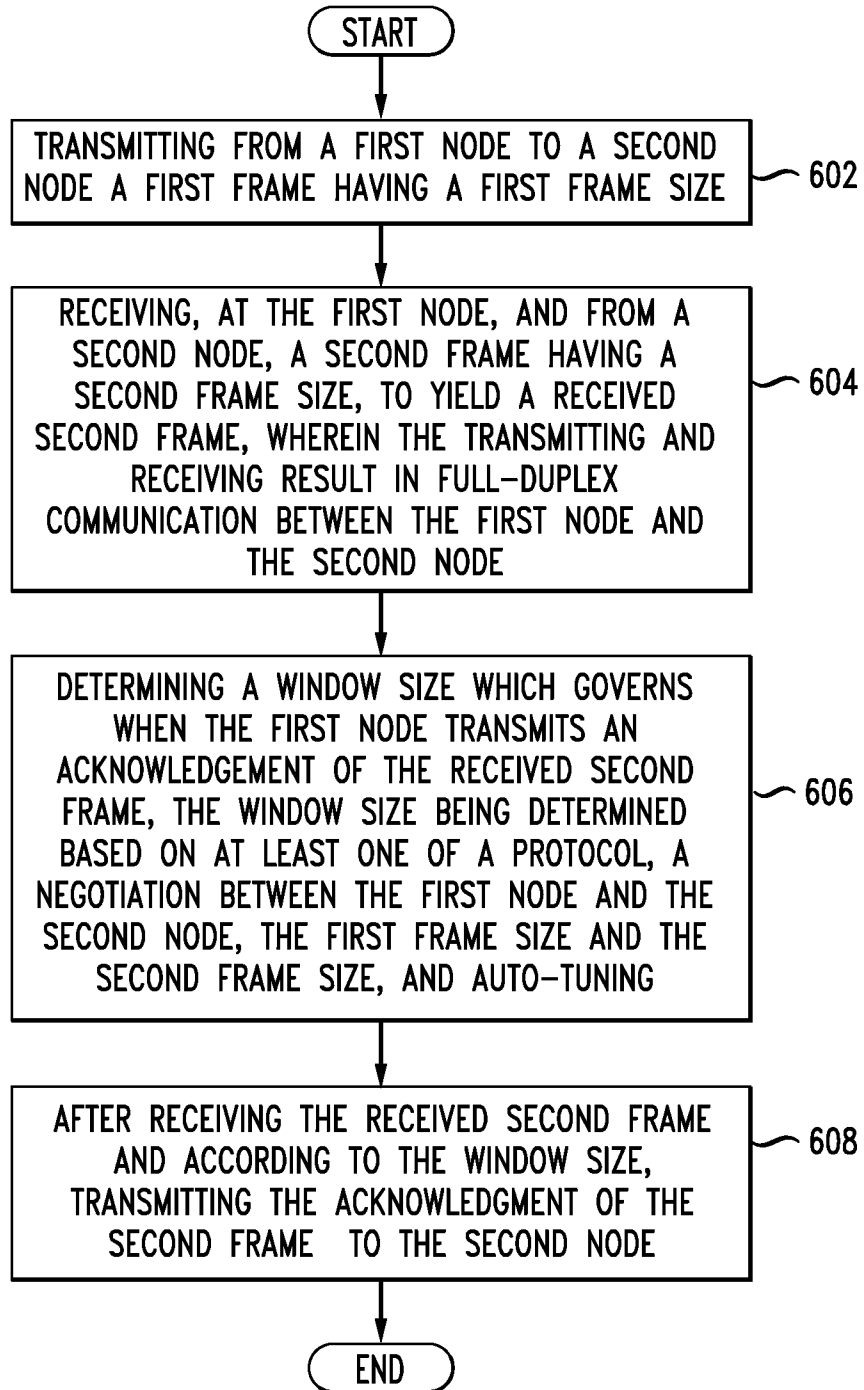 START
TRANSMITTING FROM A FIRST NODE TO A SECOND
NODE A FIRST FRAME HAVING A FIRST FRAME SIZE
602
RECEIVING, AT THE FIRST NODE, AND FROM A
SECOND NODE, A SECOND FRAME HAVING A
SECOND FRAME SIZE, TO YIELD A RECEIVED
SECOND FRAME, WHEREIN THE TRANSMITTING AND
RECEIVING RESULT IN FULL-DUPLEX
COMMUNICATION BETWEEN THE FIRST NODE AND
THE SECOND NODE
604
DETERMINING A WINDOW SIZE WHICH GOVERNS
WHEN THE FIRST NODE TRANSMITS AN
ACKNOWLEDGEMENT OF THE RECEIVED SECOND
FRAME, THE WINDOW SIZE BEING DETERMINED
BASED ON AT LEAST ONE OF A PROTOCOL, A
NEGOTIATION BETWEEN THE FIRST NODE AND THE
SECOND NODE, THE FIRST FRAME SIZE AND THE
SECOND FRAME SIZE, AND AUTO-TUNING
606
AFTER RECEIVING THE RECEIVED SECOND FRAME
AND ACCORDING TO THE WINDOW SIZE,
TRANSMITTING THE ACKNOWLEDGMENT OF THE
SECOND FRAME TO THE SECOND NODE
608
END